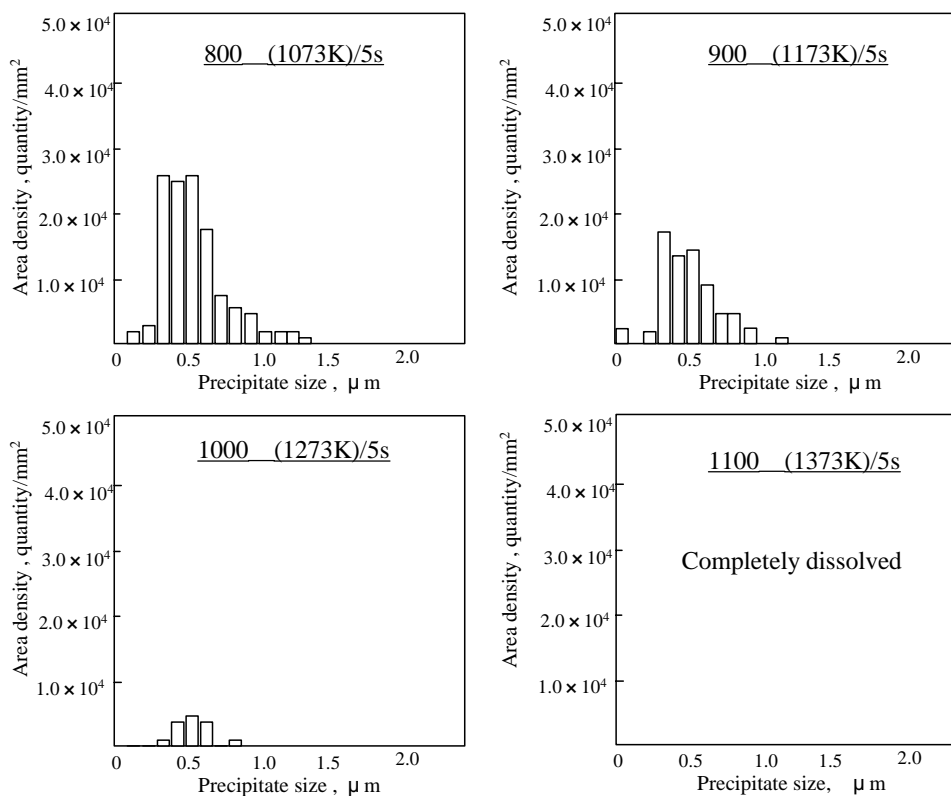 5.0 × 10⁴
800 (1073K)/5s
4.0 × 10⁴
3.0 × 10⁴
2.0 × 10⁴
1.0 × 10⁴
Area density , quantity/mm²
0 0.5 1.0 1.5 2.0
Precipitate size , μ m
5.0 × 10⁴
900 (1173K)/5s
4.0 × 10⁴
3.0 × 10⁴
2.0 × 10⁴
1.0 × 10⁴
Area density , quantity/mm²
0 0.5 1.0 1.5 2.0
Precipitate size , μ m
5.0 × 10⁴
1000 (1273K)/5s
4.0 × 10⁴
3.0 × 10⁴
2.0 × 10⁴
1.0 × 10⁴
Area density , quantity/mm²
0 0.5 1.0 1.5 2.0
Precipitate size , μ m
5.0 × 10⁴
1100 (1373K)/5s
4.0 × 10⁴
3.0 × 10⁴
Completely dissolved
2.0 × 10⁴
1.0 × 10⁴
Area density , quantity/mm²
0 0.5 1.0 1.5 2.0
Precipitate size, μ m